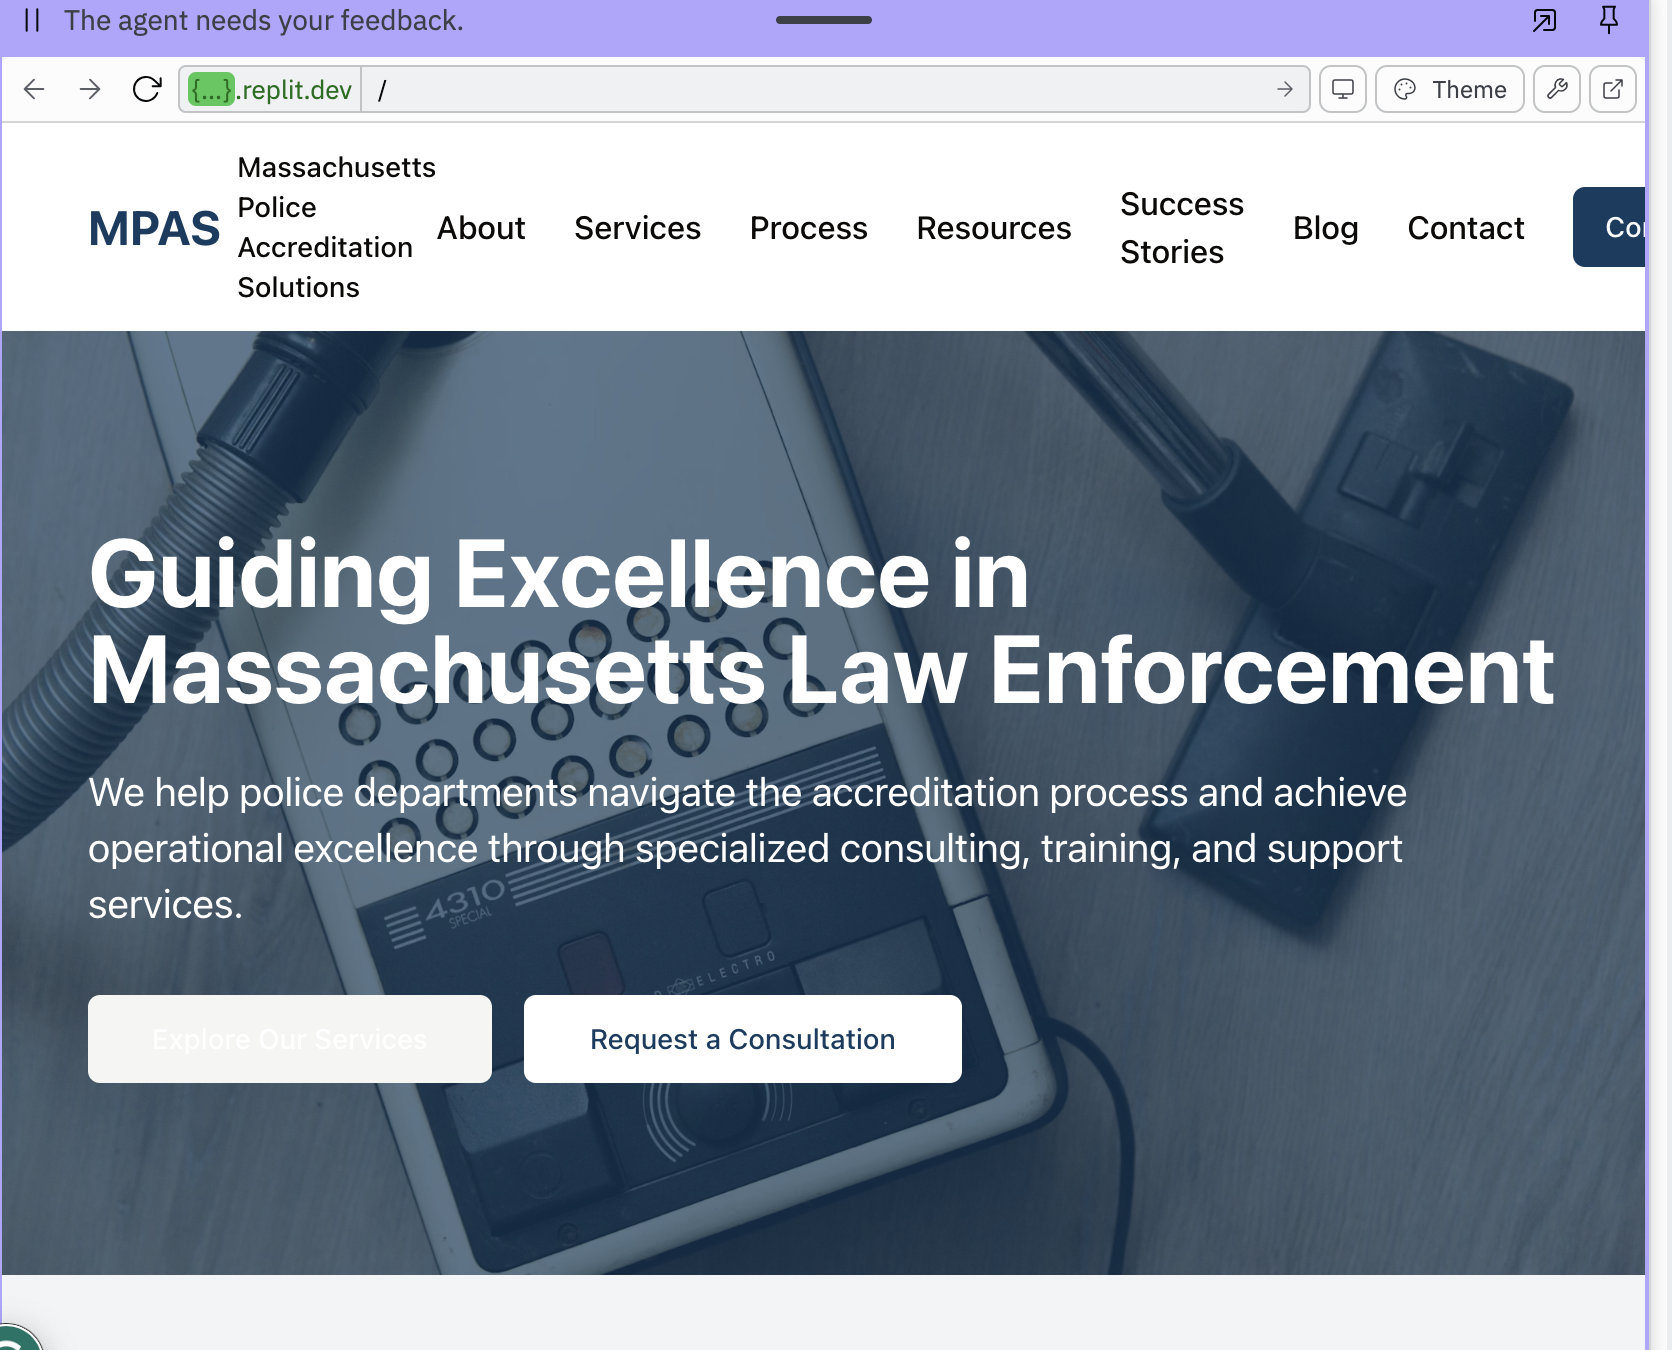 The agent needs your feedback.
{...}.replit.dev /
Theme
MPAS
Massachusetts
Police
Accreditation
Solutions
About
Services
Process
Resources
Success
Stories
Blog
Contact
Guiding Excellence in
Massachusetts Law Enforcement
We help police departments navigate the accreditation process and achieve
operational excellence through specialized consulting, training, and support
services.
4310
SPECIAL
ELECTRO
Explore Our Services
Request a Consultation